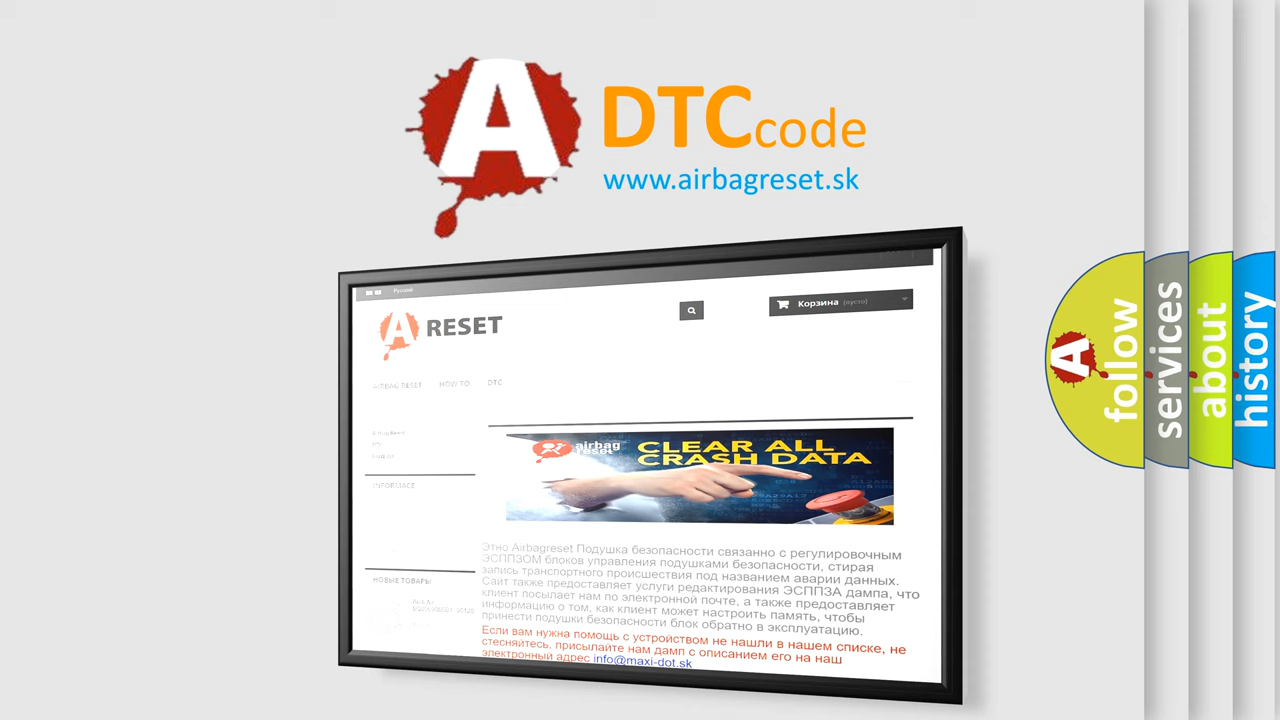 A DTCcode
www.airbagreset.sk
Русский
A RESET
Корзина (пусто)
AIRBAG RESET HOW TO DTC
Airbag Reset
DTC
INFORMACE
airbag
reset
CLEAR ALL
CRASH DATA
Этно Airbagreset Подушка безопасности связанно с регулировочным
ЭСППЗОМ блоков управления подушками безопасности, стирая
запись транспортного происшествия под названием аварии данных.
Сайт также предоставляет услуги редактирования ЭСППЗА дампа, что
клиент посылает нам по электронной почте, а также предоставляет
информацию о том, как клиент может настроить память, чтобы
принести подушки безопасности блок обратно в эксплуатацию.
Если вам нужна помощь с устройством не нашли в нашем списке, не
стесняйтесь, присылайте нам дамп с описанием его на наш
электронный адрес info@maxi-dot.sk
НОВЫЕ ТОВАРЫ
A follow
services
about
history